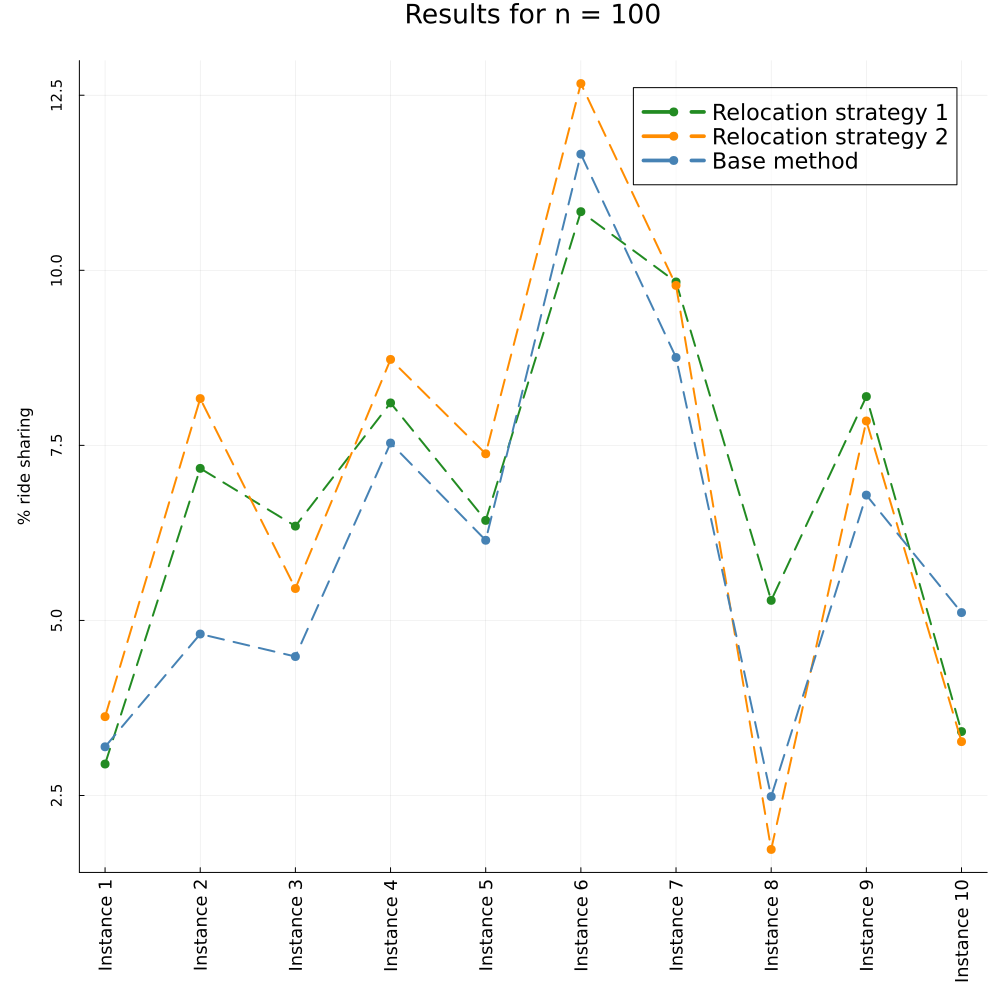 Results for n = 100
Relocation strategy 1
Relocation strategy 2
Base method
% ride sharing
12.5
10.0
7.5
5.0
2.5
Instance 1
Instance 2
Instance 3
Instance 4
Instance 5
Instance 6
Instance 7
Instance 8
Instance 9
Instance 10